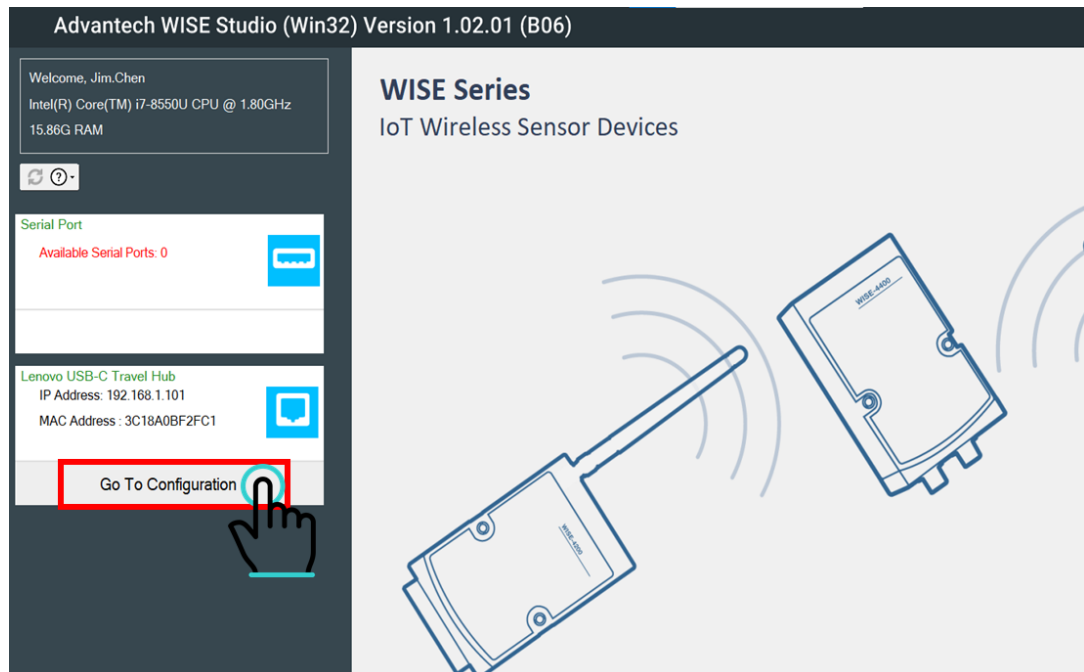 Advantech WISE Studio (Win32) Version 1.02.01 (B06)
Welcome, Jim.Chen
Intel(R) Core(TM) i7-8550U CPU @ 1.80GHz
15.86G RAM
WISE Series
IoT Wireless Sensor Devices
Serial Port
Available Serial Ports: 0
Lenovo USB-C Travel Hub
IP Address: 192.168.1.101
MAC Address : 3C18A0BF2FC1
Go To Configuration
WISE-4400
WISE-4200